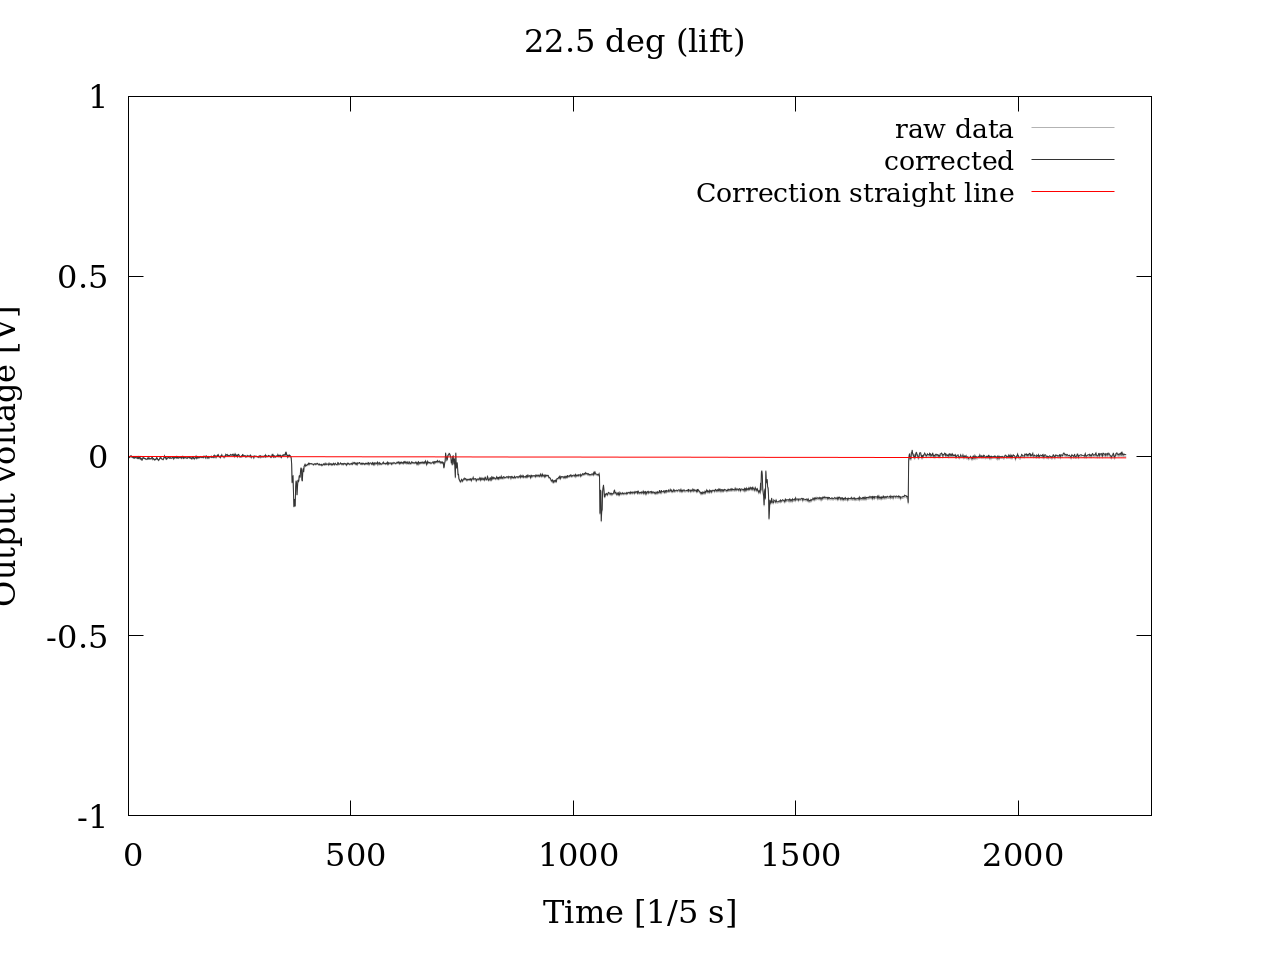 22.5 deg (lift)
1
raw data
corrected
Correction straight line
0.5
0
-0.5
-1
Output voltage [V]
0 500 1000 1500 2000
Time [1/5 s]